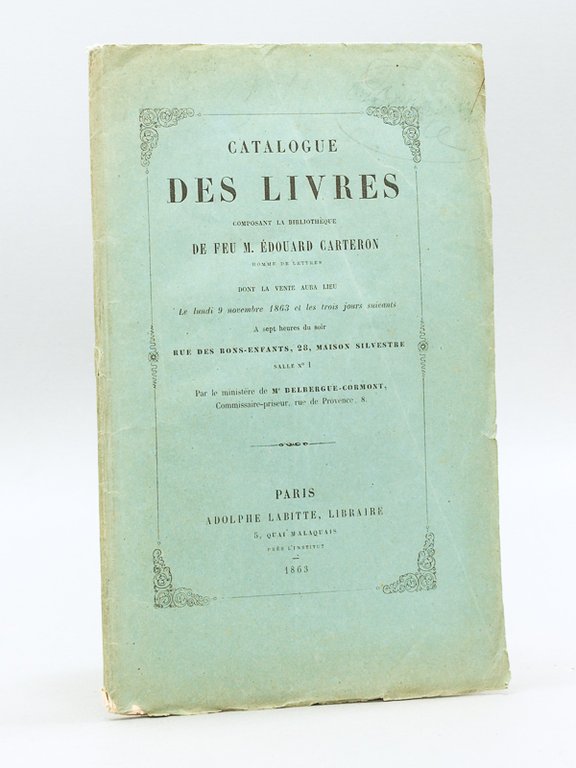 CATALOGUE
DES LIVRES
COMPOSANT LA BIBLIOTHÈQUE
DE FEU M. ÉDOUARD CARTERON
HOMME DE LETTRES
DONT LA VENTE AURA LIEU
Le lundi 9 novembre 1863 et les trois jours suivants
A sept heures du soir
RUE DES BONS-ENFANTS, 28, MAISON SILVESTRE
SALLE No 1
Par le ministère de Me DELBERGUE-CORMONT,
Commissaire-priseur, rue de Provence, 8.
PARIS
ADOLPHE LABITTE, LIBRAIRE
5, QUAI MALAQUAIS
PRÈS L'INSTITUT
1863